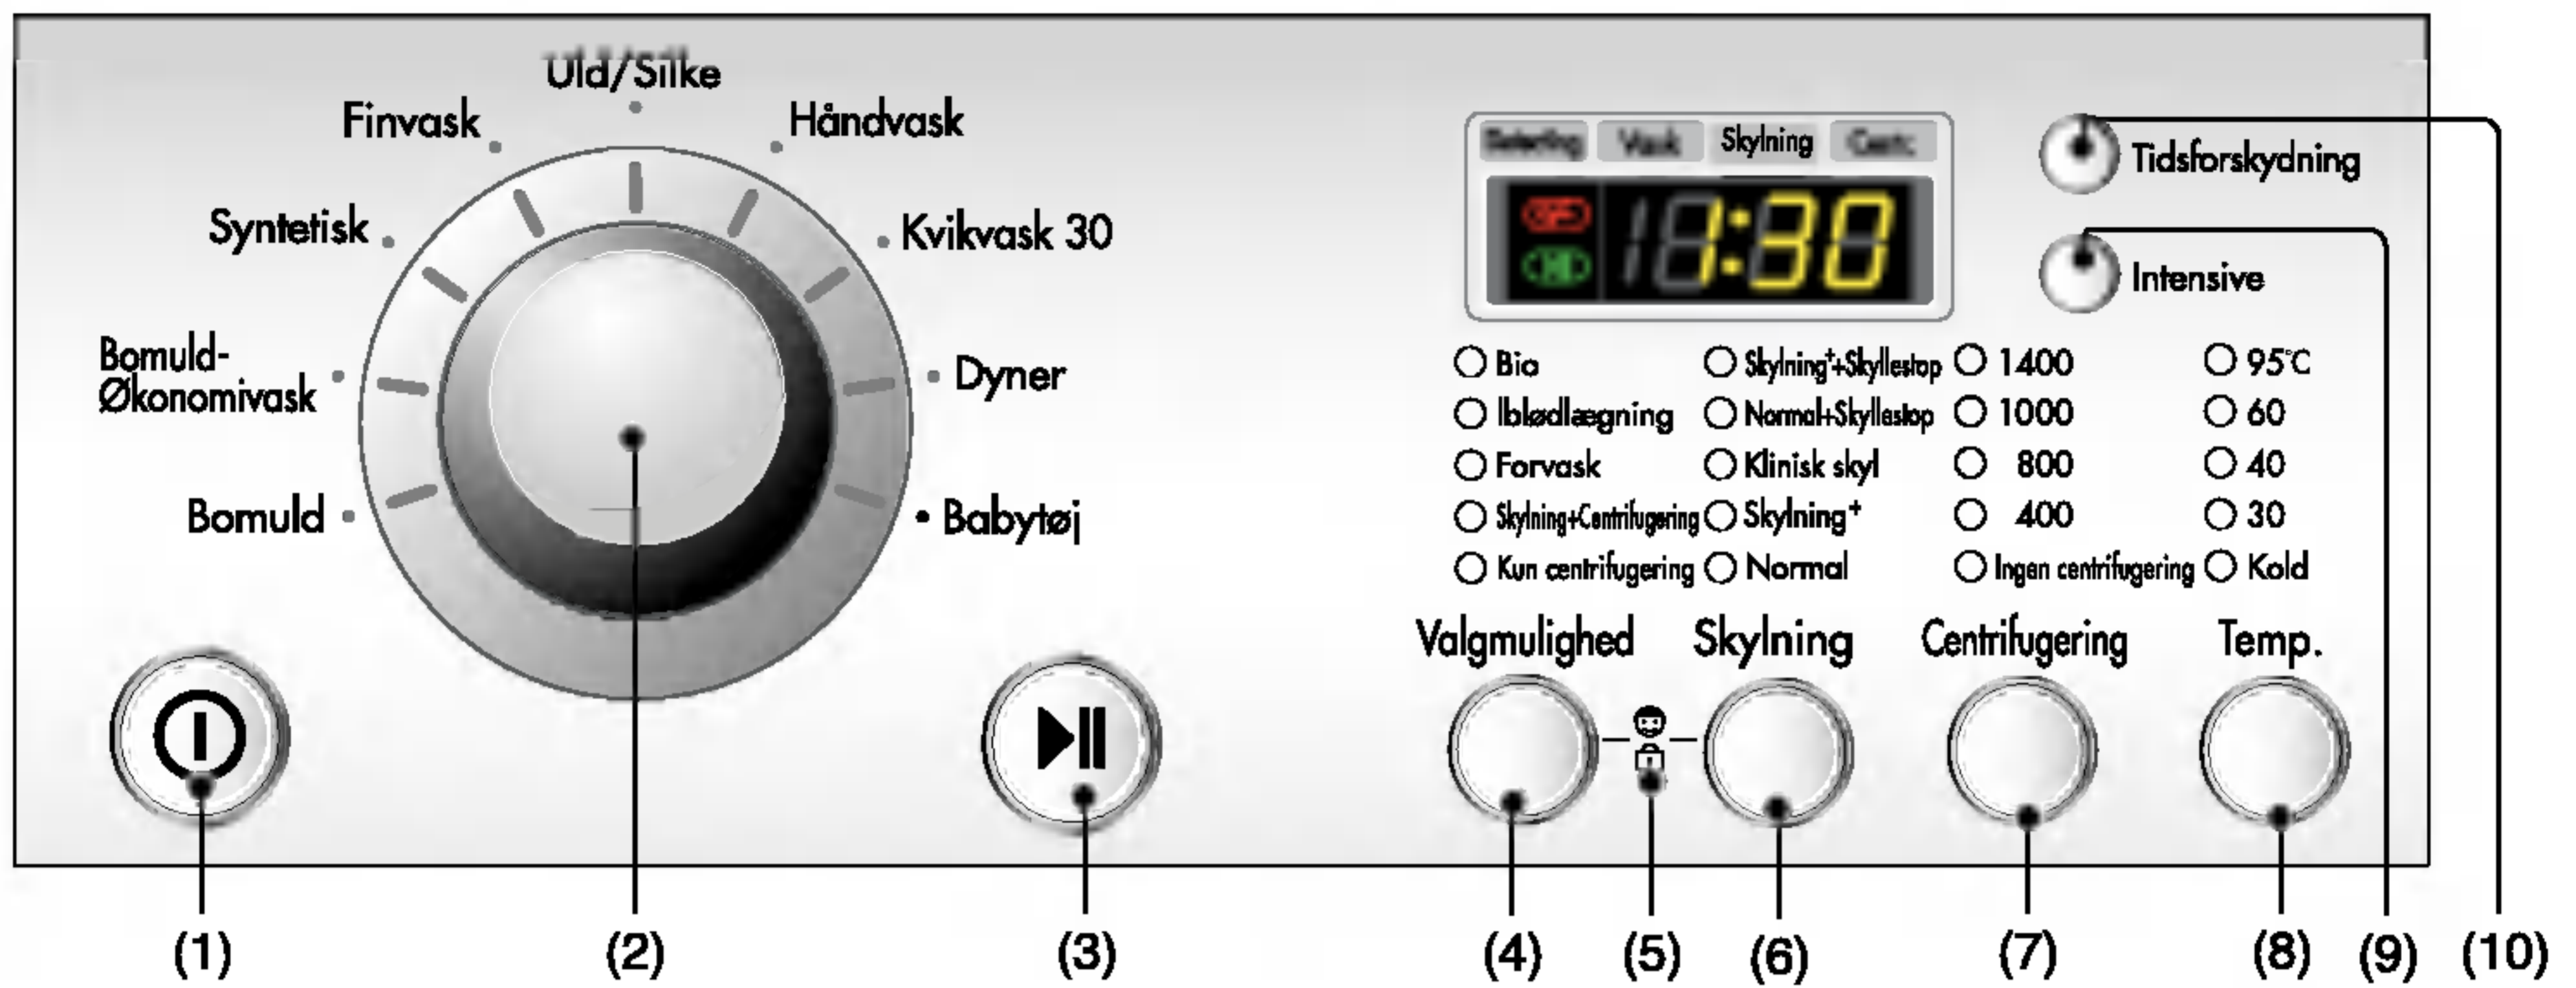 Uld/Silke
Finvask
Håndvask
Syntetisk
Kvikvask 30
Bomuld-
Økonomivask
Dyner
Bomuld
Babytøj
Skylning
1:30
Tidsforskydning
Intensive
Bio
Iblødlægning
Forvask
Skylning+Centrifugering
Kun centrifugering
Skylning⁺+Skyllestop
Normal+Skyllestop
Klinisk skyl
Skylning⁺
Normal
1400
1000
800
400
Ingen centrifugering
95°C
60
40
30
Kold
Valgmulighed
Skylning
Centrifugering
Temp.
(1)
(2)
(3)
(4)
(5)
(6)
(7)
(8)
(9)
(10)